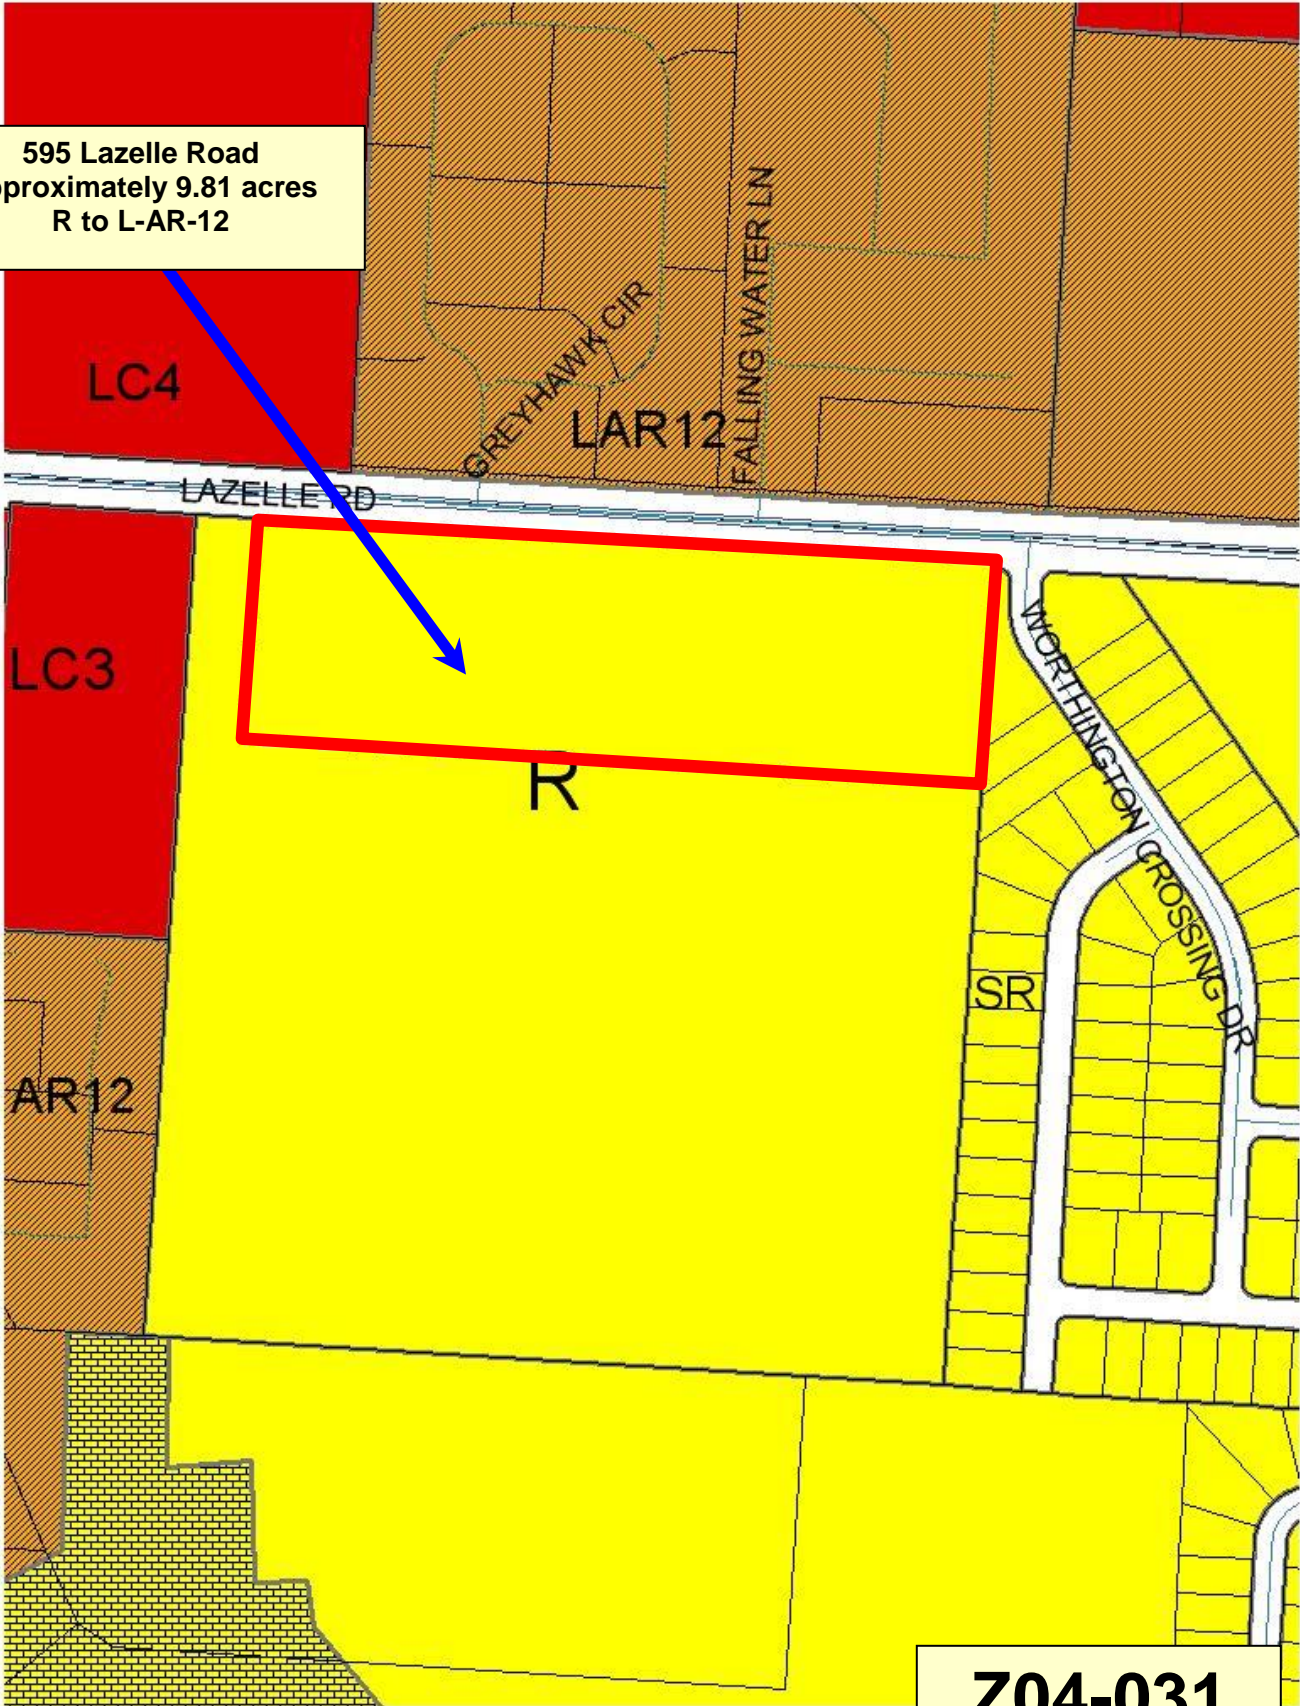 595 Lazelle Road
pproximately 9.81 acres
R to L-AR-12
LC4
GREYHAWK CIR
LAR12
FALLING WATER LN
LAZELLE RD
LC3
R
WORTHINGTON CROSSING DR
SR
AR12
Z04-031